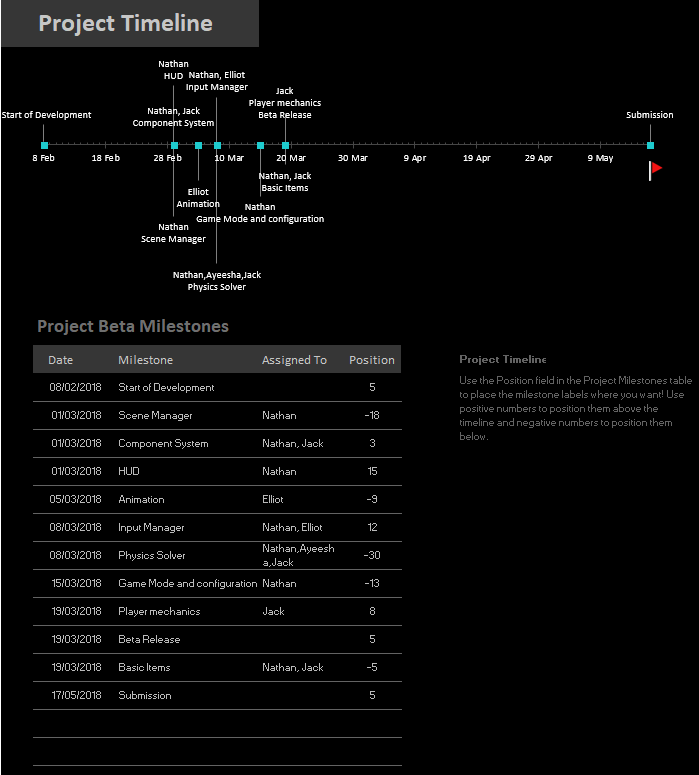 Project Timeline
Nathan
HUD
Nathan, Elliot
Input Manager
Jack
Player mechanics
Beta Release
Nathan, Jack
Component System
Start of Development
Submission
8 Feb 18 Feb 28 Feb 10 Mar 20 Mar 30 Mar 9 Apr 19 Apr 29 Apr 9 May
Nathan, Jack
Basic Items
Elliot
Animation
Nathan
Game Mode and configuration
Nathan
Scene Manager
Nathan,Ayeesha,Jack
Physics Solver
Project Beta Milestones
Date Milestone Assigned To Position
08/02/2018 Start of Development 5
01/03/2018 Scene Manager Nathan -18
01/03/2018 Component System Nathan, Jack 3
01/03/2018 HUD Nathan 15
05/03/2018 Animation Elliot -9
08/03/2018 Input Manager Nathan, Elliot 12
08/03/2018 Physics Solver Nathan,Ayeesh
a,Jack -30
15/03/2018 Game Mode and configuration Nathan -13
19/03/2018 Player mechanics Jack 8
19/03/2018 Beta Release 5
19/03/2018 Basic Items Nathan, Jack -5
17/05/2018 Submission 5
Project Timeline
Use the Position field in the Project Milestones table
to place the milestone labels where you want! Use
positive numbers to position them above the
timeline and negative numbers to position them
below.